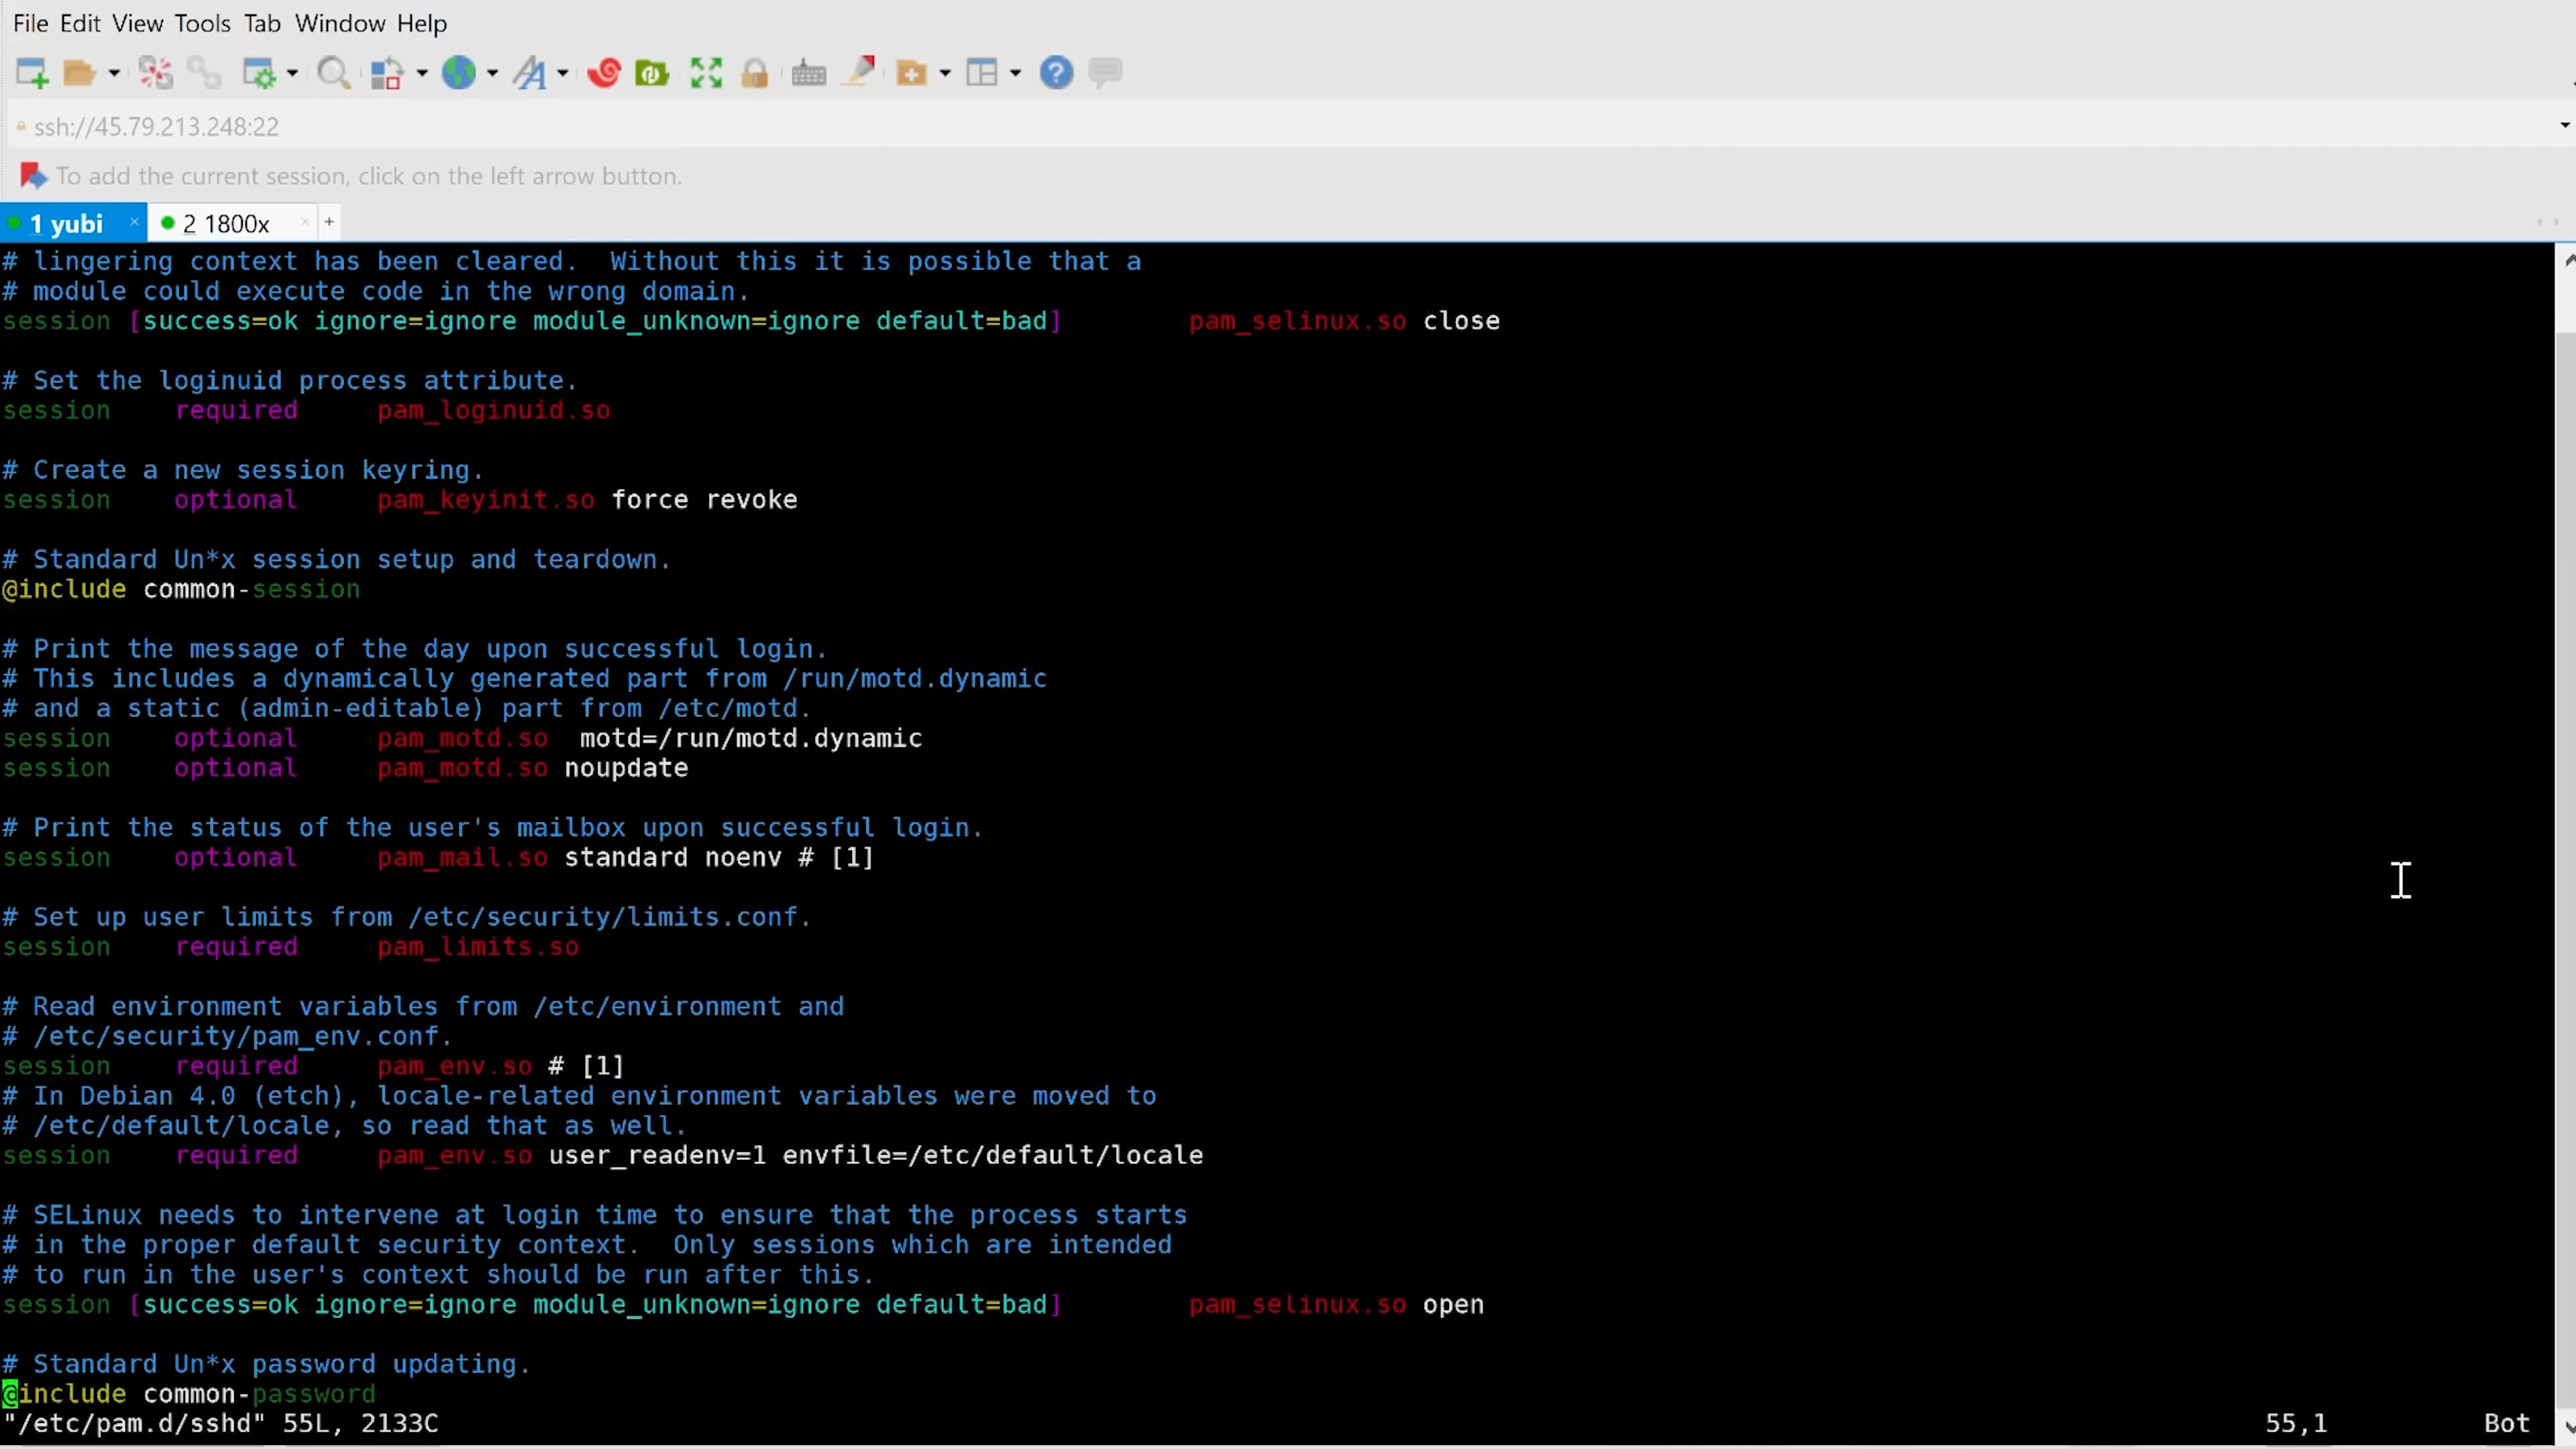 File Edit View Tools Tab Window Help
ssh://45.79.213.248:22
To add the current session, click on the left arrow button.
1 yubi × 2 1800x × +
# lingering context has been cleared.  Without this it is possible that a
# module could execute code in the wrong domain.
session [success=ok ignore=ignore module_unknown=ignore default=bad]        pam_selinux.so close
# Set the loginuid process attribute.
session    required     pam_loginuid.so
# Create a new session keyring.
session    optional     pam_keyinit.so force revoke
# Standard Un*x session setup and teardown.
@include common-session
# Print the message of the day upon successful login.
# This includes a dynamically generated part from /run/motd.dynamic
# and a static (admin-editable) part from /etc/motd.
session    optional     pam_motd.so  motd=/run/motd.dynamic
session    optional     pam_motd.so noupdate
# Print the status of the user's mailbox upon successful login.
session    optional     pam_mail.so standard noenv # [1]
# Set up user limits from /etc/security/limits.conf.
session    required     pam_limits.so
# Read environment variables from /etc/environment and
# /etc/security/pam_env.conf.
session    required     pam_env.so # [1]
# In Debian 4.0 (etch), locale-related environment variables were moved to
# /etc/default/locale, so read that as well.
session    required     pam_env.so user_readenv=1 envfile=/etc/default/locale
# SELinux needs to intervene at login time to ensure that the process starts
# in the proper default security context.  Only sessions which are intended
# to run in the user's context should be run after this.
session [success=ok ignore=ignore module_unknown=ignore default=bad]        pam_selinux.so open
# Standard Un*x password updating.
@include common-password
"/etc/pam.d/sshd" 55L, 2133C 55,1 Bot